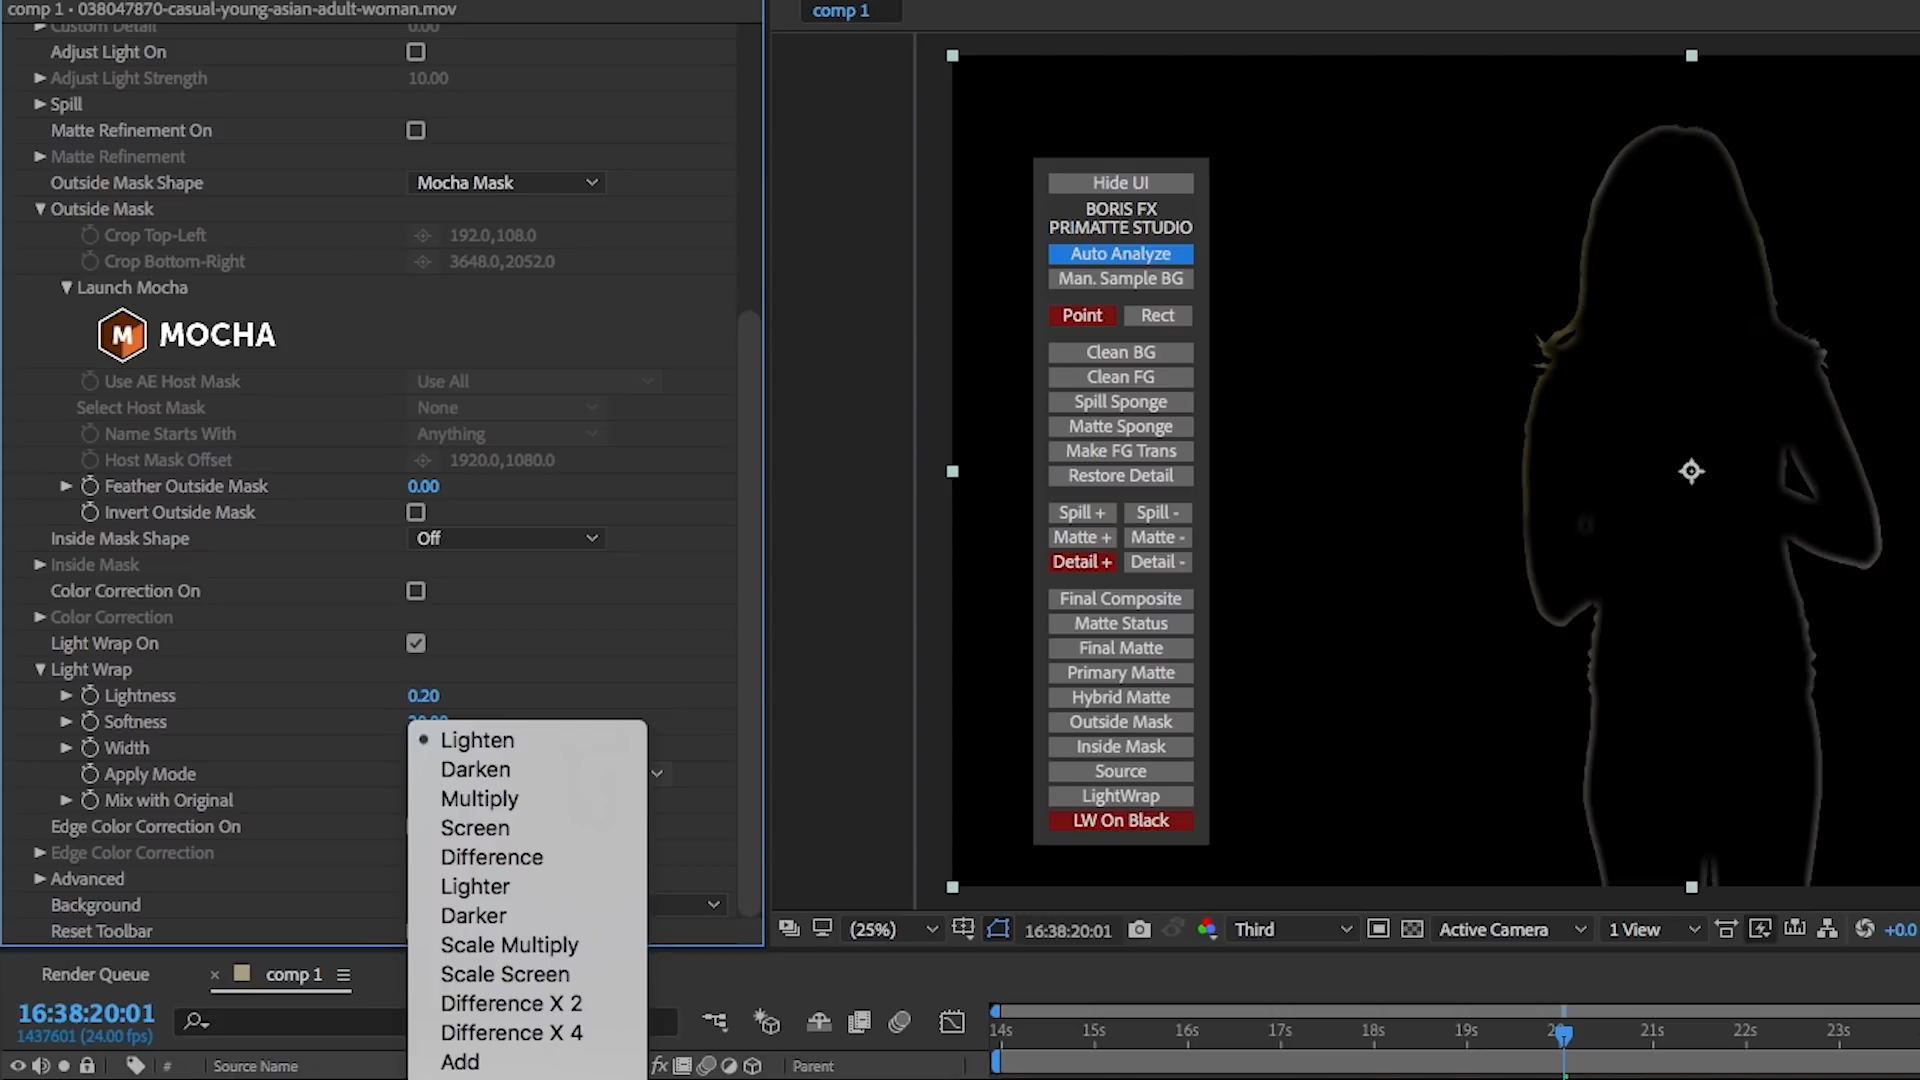 comp 1 • 038047870-casual-young-asian-adult-woman.mov
Custom Detail 0.00
Adjust Light On
Adjust Light Strength 10.00
Spill
Matte Refinement On
Matte Refinement
Outside Mask Shape Mocha Mask
Outside Mask
Crop Top-Left 192.0,108.0
Crop Bottom-Right 3648.0,2052.0
Launch Mocha
M MOCHA
Use AE Host Mask Use All
Select Host Mask None
Name Starts With Anything
Host Mask Offset 1920.0,1080.0
Feather Outside Mask 0.00
Invert Outside Mask
Inside Mask Shape Off
Inside Mask
Color Correction On
Color Correction
Light Wrap On
Light Wrap
Lightness 0.20
Softness
Width
Apply Mode
Mix with Original
Edge Color Correction On
Edge Color Correction
Advanced
Background
Reset Toolbar
Lighten
Darken
Multiply
Screen
Difference
Lighter
Darker
Scale Multiply
Scale Screen
Difference X 2
Difference X 4
Add
comp 1
Hide UI
BORIS FX
PRIMATTE STUDIO
Auto Analyze
Man. Sample BG
Point Rect
Clean BG
Clean FG
Spill Sponge
Matte Sponge
Make FG Trans
Restore Detail
Spill + Spill -
Matte + Matte -
Detail + Detail -
Final Composite
Matte Status
Final Matte
Primary Matte
Hybrid Matte
Outside Mask
Inside Mask
Source
LightWrap
LW On Black
(25%) 16:38:20:01 Third Active Camera 1 View +0.0
Render Queue × comp 1
16:38:20:01
1437601 (24.00 fps)
14s 15s 16s 17s 18s 19s 21s 22s 23s
# Source Name fx Parent